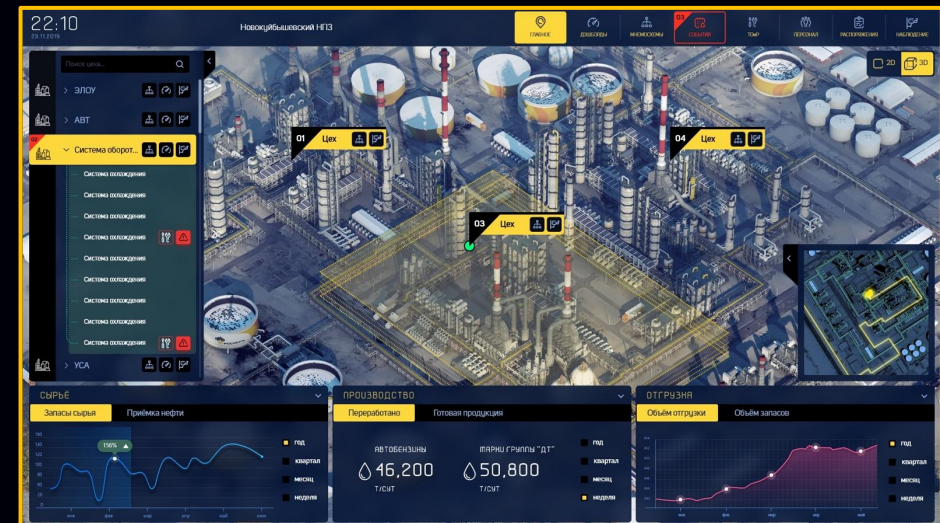 22:10
23.11.2015
Новокуйбышевский НПЗ
ГЛАВНОЕ
ДЭШБОРДЫ
МНЕМОСХЕМЫ
03
СОБЫТИЯ
ТОиР
ПЕРСОНАЛ
РАСПОРЯЖЕНИЯ
НАБЛЮДЕНИЕ
2D
3D
Поиск цеха...
ЭЛОУ
АВТ
Система оборот...
Система охлаждения
Система охлаждения
Система охлаждения
Система охлаждения
Система охлаждения
Система охлаждения
Система охлаждения
Система охлаждения
Система охлаждения
УСА
01 Цех
04 Цех
03 Цех
СЫРЬЁ
Запасы сырья
Приёмка нефти
156%
год
квартал
месяц
неделя
ПРОИЗВОДСТВО
Переработано
Готовая продукция
АВТОБЕНЗИНЫ
46,200
Т/СУТ
МАРКИ ГРУППЫ "ДТ"
50,800
Т/СУТ
год
квартал
месяц
неделя
ОТГРУЗКА
Объём отгрузки
Объём запасов
год
квартал
месяц
неделя